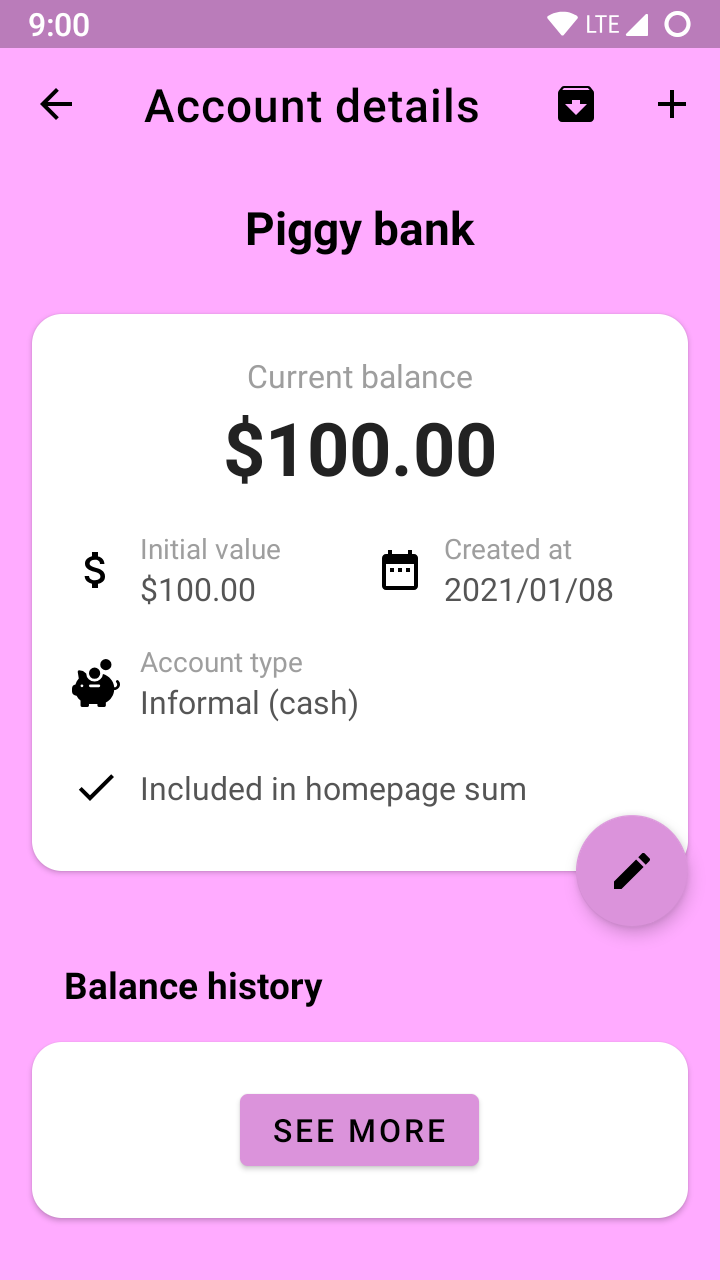 9:00 LTE
Account details
Piggy bank
Current balance
$100.00
Initial value
$100.00
Created at
2021/01/08
Account type
Informal (cash)
Included in homepage sum
Balance history
SEE MORE